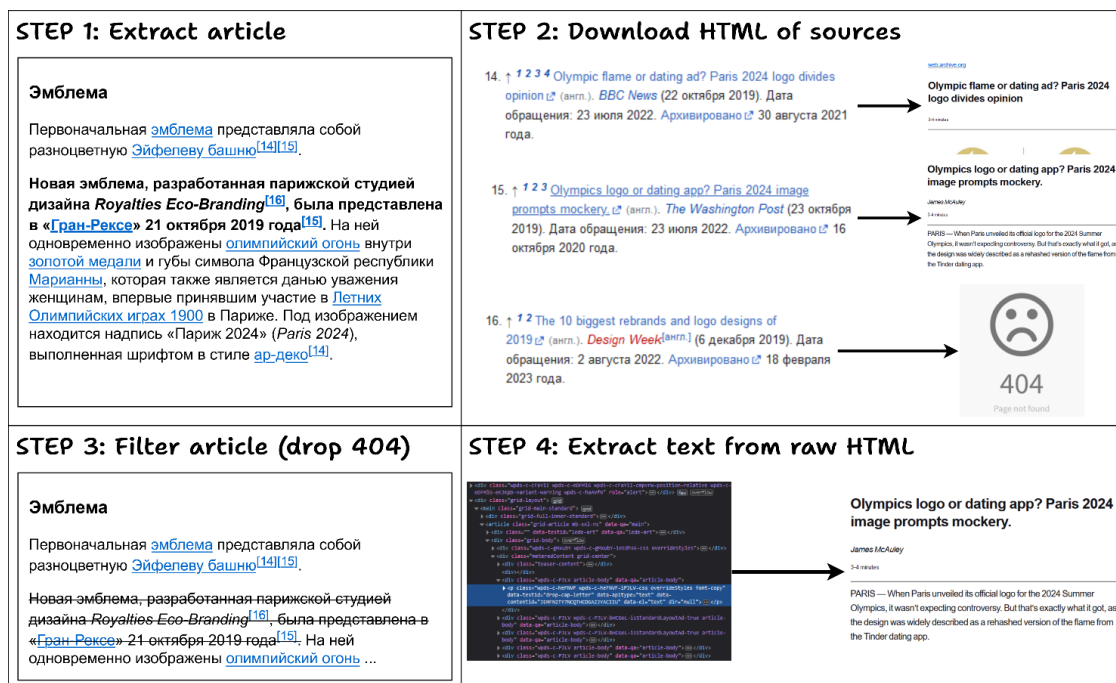 STEP 1: Extract article
Эмблема
Первоначальная эмблема представляла собой
разноцветную Эйфелеву башню[14][15].
Новая эмблема, разработанная парижской студией
дизайна Royalties Eco-Branding[16], была представлена
в «Гран-Рексе» 21 октября 2019 года[15]. На ней
одновременно изображены олимпийский огонь внутри
золотой медали и губы символа Французской республики
Марианны, которая также является данью уважения
женщинам, впервые принявшим участие в Летних
Олимпийских играх 1900 в Париже. Под изображением
находится надпись «Париж 2024» (Paris 2024),
выполненная шрифтом в стиле ар-деко[14].
STEP 2: Download HTML of sources
14. ↑ 1 2 3 4 Olympic flame or dating ad? Paris 2024 logo divides
opinion (англ.). BBC News (22 октября 2019). Дата
обращения: 23 июля 2022. Архивировано 30 августа 2021
года.
web.archive.org
Olympic flame or dating ad? Paris 2024
logo divides opinion
3-4 minutes
15. ↑ 1 2 3 Olympics logo or dating app? Paris 2024 image
prompts mockery. (англ.). The Washington Post (23 октября
2019). Дата обращения: 23 июля 2022. Архивировано 16
октября 2020 года.
Olympics logo or dating app? Paris 2024
image prompts mockery.
James McAuley
3-4 minutes
PARIS — When Paris unveiled its official logo for the 2024 Summer
Olympics, it wasn't expecting controversy. But that's exactly what it got, as
the design was widely described as a rehashed version of the flame from
the Tinder dating app.
16. ↑ 1 2 The 10 biggest rebrands and logo designs of
2019 (англ.). Design Week[англ.] (6 декабря 2019). Дата
обращения: 2 августа 2022. Архивировано 18 февраля
2023 года.
404
Page not found
STEP 3: Filter article (drop 404)
Эмблема
Первоначальная эмблема представляла собой
разноцветную Эйфелеву башню[14][15].
Новая эмблема, разработанная парижской студией
дизайна Royalties Eco-Branding[16], была представлена в
«Гран-Рексе» 21 октября 2019 года[15]. На ней
одновременно изображены олимпийский огонь ...
STEP 4: Extract text from raw HTML
Olympics logo or dating app? Paris 2024
image prompts mockery.
James McAuley
3-4 minutes
PARIS — When Paris unveiled its official logo for the 2024 Summer
Olympics, it wasn't expecting controversy. But that's exactly what it got, as
the design was widely described as a rehashed version of the flame from
the Tinder dating app.